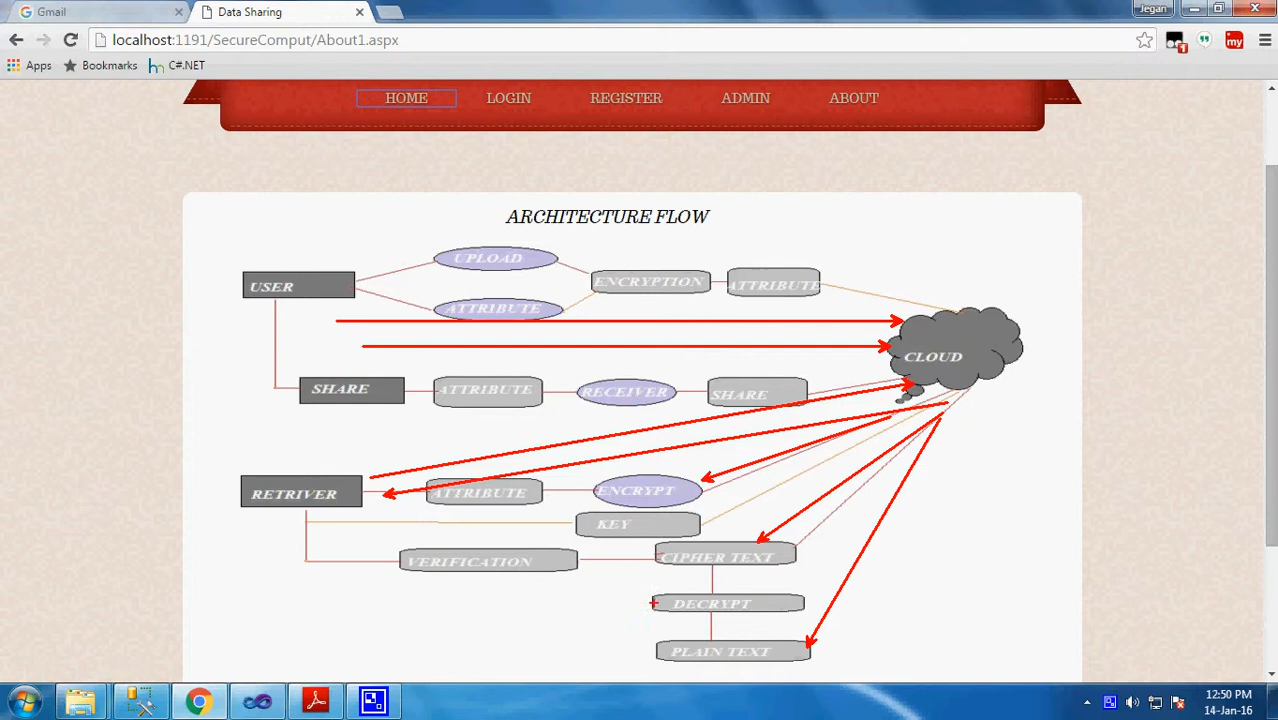 Gmail
Data Sharing
Jegan
localhost:1191/SecureComput/About1.aspx
1
my
Apps Bookmarks C#.NET
HOME LOGIN REGISTER ADMIN ABOUT
ARCHITECTURE FLOW
UPLOAD
USER
ENCRYPTION
ATTRIBUTE
ATTRIBUTE
CLOUD
SHARE
ATTRIBUTE
RECEIVER
SHARE
RETRIVER
ATTRIBUTE
ENCRYPT
KEY
VERIFICATION
CIPHER TEXT
DECRYPT
PLAIN TEXT
12:50 PM
14-Jan-16